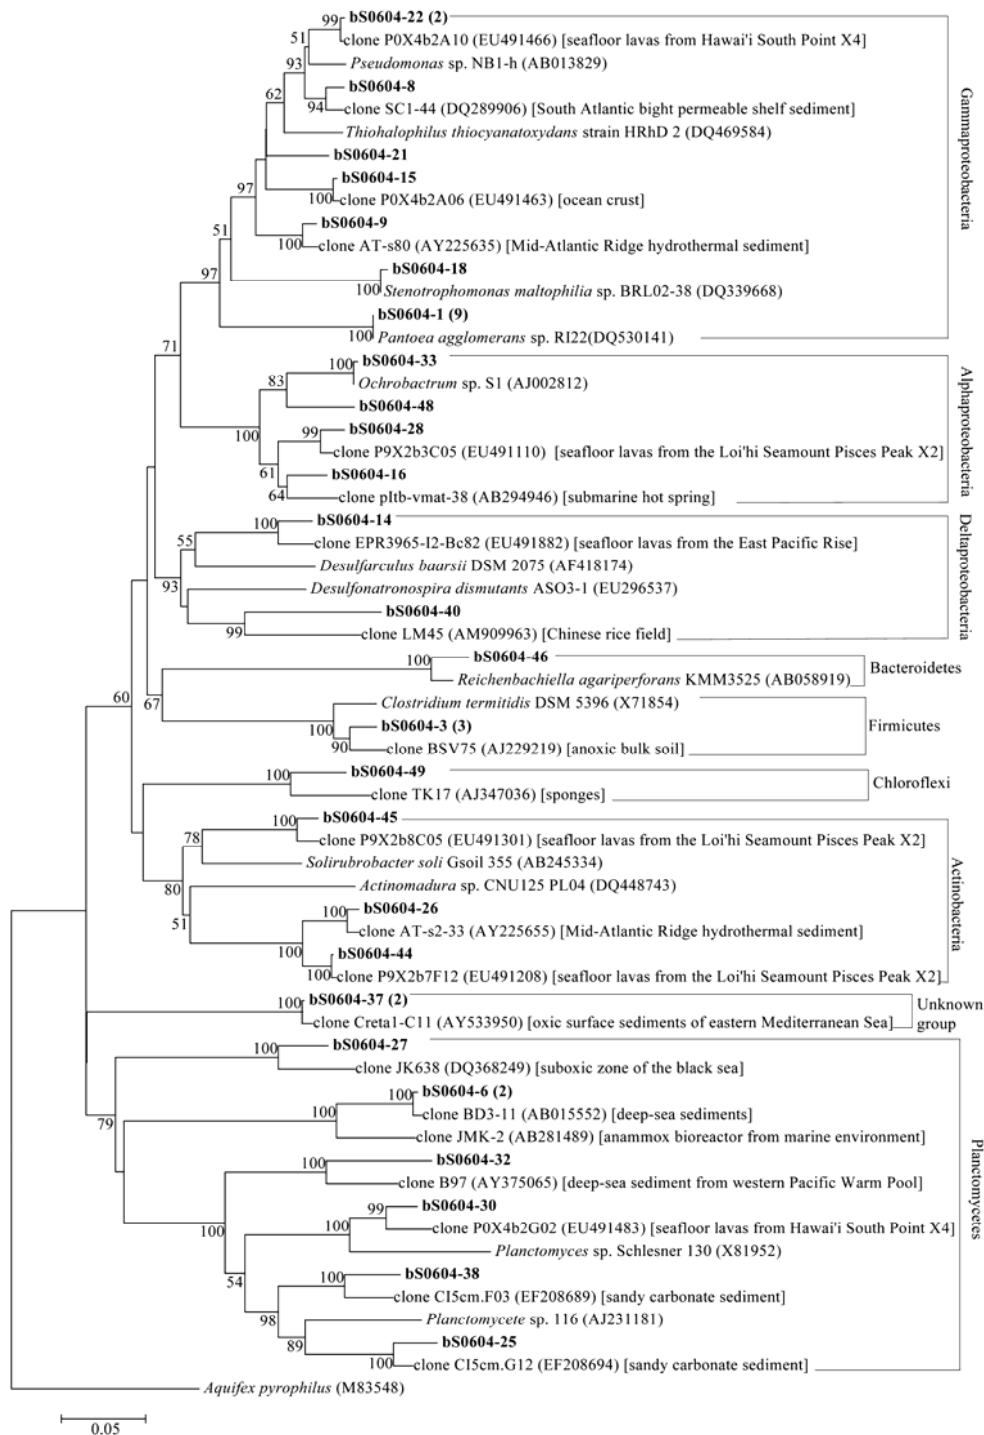 99 bS0604-22 (2)
51 clone P0X4b2A10 (EU491466) [seafloor lavas from Hawai'i South Point X4]
93 Pseudomonas sp. NB1-h (AB013829)
bS0604-8
62 94 clone SC1-44 (DQ289906) [South Atlantic bight permeable shelf sediment]
Thiohalophilus thiocyanatoxydans strain HRhD 2 (DQ469584)
bS0604-21
97 bS0604-15
100 clone P0X4b2A06 (EU491463) [ocean crust]
Gammaproteobacteria
51 bS0604-9
100 clone AT-s80 (AY225635) [Mid-Atlantic Ridge hydrothermal sediment]
97 bS0604-18
100 Stenotrophomonas maltophilia sp. BRL02-38 (DQ339668)
bS0604-1 (9)
100 Pantoea agglomerans sp. RI22(DQ530141)
71 100 bS0604-33
83 Ochrobactrum sp. S1 (AJ002812)
bS0604-48
100 99 bS0604-28
clone P9X2b3C05 (EU491110) [seafloor lavas from the Loi'hi Seamount Pisces Peak X2]
61 bS0604-16
64 clone pItb-vmat-38 (AB294946) [submarine hot spring]
Alphaproteobacteria
100 bS0604-14
55 clone EPR3965-I2-Bc82 (EU491882) [seafloor lavas from the East Pacific Rise]
Desulfarculus baarsii DSM 2075 (AF418174)
93 Desulfonatronospira dismutants ASO3-1 (EU296537)
bS0604-40
99 clone LM45 (AM909963) [Chinese rice field]
Deltaproteobacteria
100 bS0604-46
Reichenbachiella agariperforans KMM3525 (AB058919)
Bacteroidetes
60 67 Clostridium termitidis DSM 5396 (X71854)
100 bS0604-3 (3)
90 clone BSV75 (AJ229219) [anoxic bulk soil]
Firmicutes
100 bS0604-49
clone TK17 (AJ347036) [sponges]
Chloroflexi
100 bS0604-45
78 clone P9X2b8C05 (EU491301) [seafloor lavas from the Loi'hi Seamount Pisces Peak X2]
Solirubrobacter soli Gsoil 355 (AB245334)
80 Actinomadura sp. CNU125 PL04 (DQ448743)
51 100 bS0604-26
clone AT-s2-33 (AY225655) [Mid-Atlantic Ridge hydrothermal sediment]
100 bS0604-44
100 clone P9X2b7F12 (EU491208) [seafloor lavas from the Loi'hi Seamount Pisces Peak X2]
Actinobacteria
100 bS0604-37 (2)
clone Creta1-C11 (AY533950) [oxic surface sediments of eastern Mediterranean Sea]
Unknown
group
100 bS0604-27
clone JK638 (DQ368249) [suboxic zone of the black sea]
79 100 bS0604-6 (2)
100 clone BD3-11 (AB015552) [deep-sea sediments]
clone JMK-2 (AB281489) [anammox bioreactor from marine environment]
100 bS0604-32
clone B97 (AY375065) [deep-sea sediment from western Pacific Warm Pool]
99 bS0604-30
100 100 clone P0X4b2G02 (EU491483) [seafloor lavas from Hawai'i South Point X4]
Planctomyces sp. Schlesner 130 (X81952)
54 100 bS0604-38
clone CI5cm.F03 (EF208689) [sandy carbonate sediment]
98 Planctomycete sp. 116 (AJ231181)
89 bS0604-25
100 clone CI5cm.G12 (EF208694) [sandy carbonate sediment]
Planctomycetes
Aquifex pyrophilus (M83548)
0.05